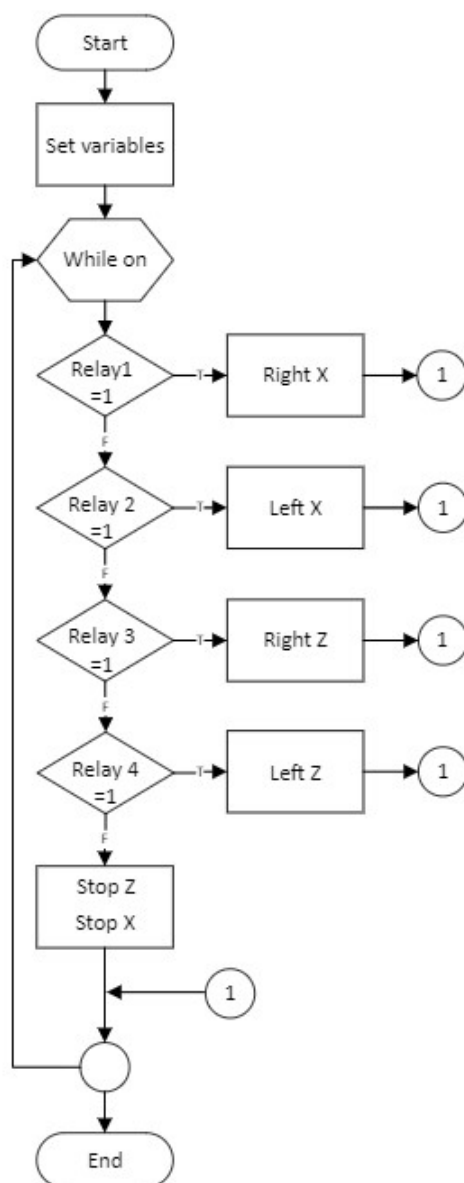 Start
Set variables
While on
Relay1
=1
T
Right X
1
F
Relay 2
=1
T
Left X
1
F
Relay 3
=1
T
Right Z
1
F
Relay 4
=1
T
Left Z
1
F
Stop Z
Stop X
1
End